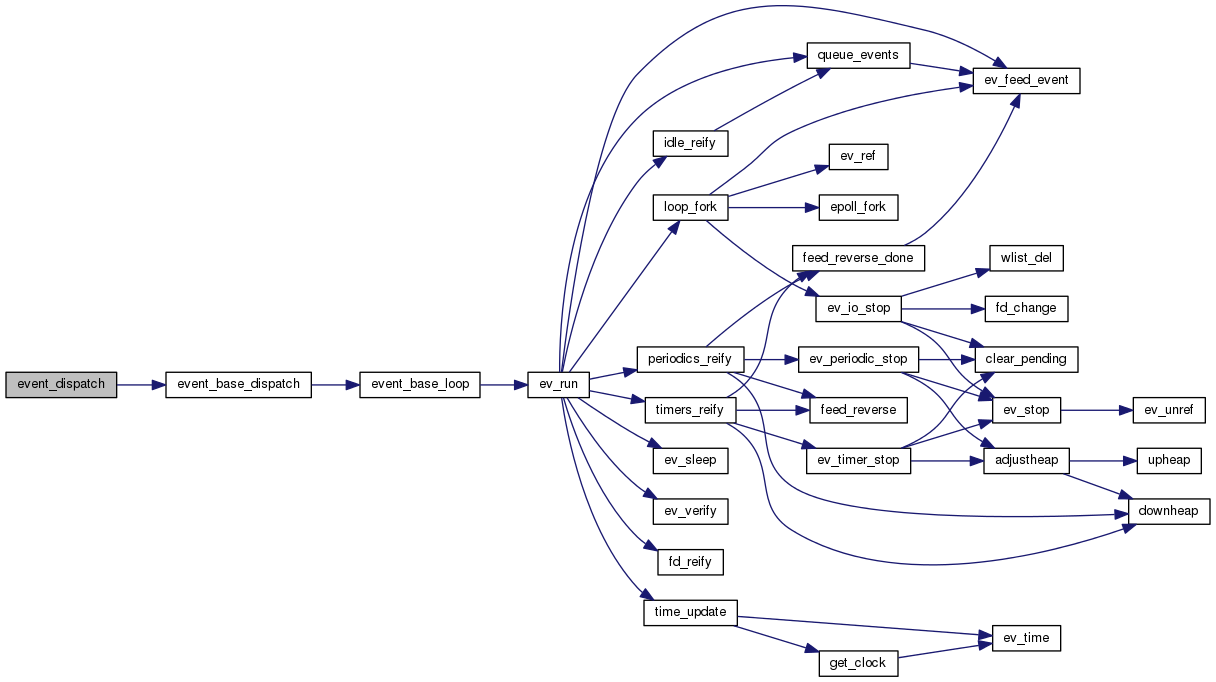 event_dispatch
event_base_dispatch
event_base_loop
ev_run
queue_events
ev_feed_event
idle_reify
ev_ref
loop_fork
epoll_fork
feed_reverse_done
wlist_del
ev_io_stop
fd_change
periodics_reify
ev_periodic_stop
clear_pending
timers_reify
feed_reverse
ev_stop
ev_unref
ev_sleep
ev_timer_stop
adjustheap
upheap
ev_verify
downheap
fd_reify
time_update
ev_time
get_clock